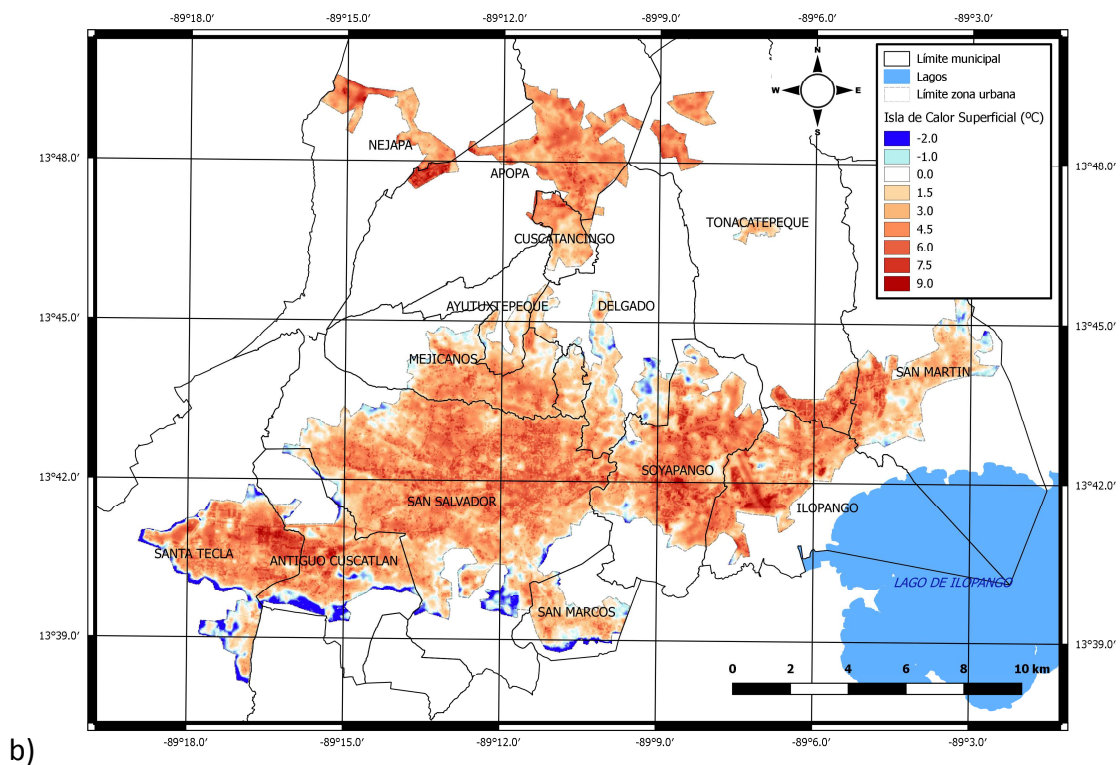 -89°18.0' -89°15.0' -89°12.0' -89°9.0' -89°6.0' -89°3.0'
N
W E
S
Límite municipal
Lagos
Límite zona urbana
Isla de Calor Superficial (ºC)
-2.0
-1.0
0.0
1.5
3.0
4.5
6.0
7.5
9.0
NEJAPA
13°48.0' 13°48.0'
APOPA
TONACATEPEQUE
CUSCATANCINGO
AYUTUXTEPEQUE DELGADO
13°45.0' 13°45.0'
MEJICANOS
SAN MARTIN
SOYAPANGO
13°42.0' 13°42.0'
SAN SALVADOR
ILOPANGO
SANTA TECLA
ANTIGUO CUSCATLAN
LAGO DE ILOPANGO
SAN MARCOS
13°39.0' 13°39.0'
0 2 4 6 8 10 km
-89°18.0' -89°15.0' -89°12.0' -89°9.0' -89°6.0' -89°3.0'
b)